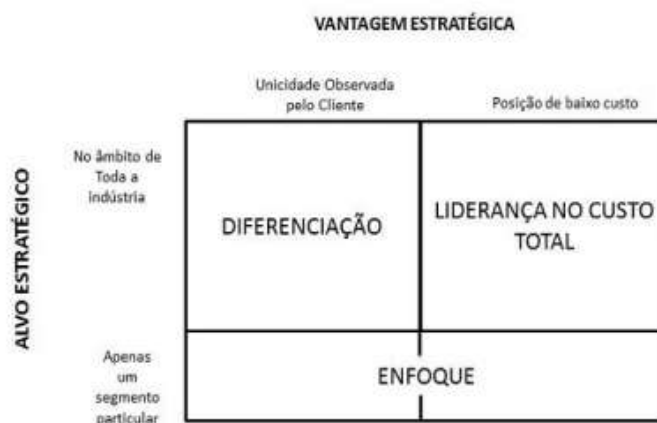 VANTAGEM ESTRATÉGICA
Unicidade Observada
pelo Cliente
Posição de baixo custo
No âmbito de
Toda a
indústria
ALVO ESTRATÉGICO
DIFERENCIAÇÃO
LIDERANÇA NO CUSTO
TOTAL
Apenas
um
segmento
particular
ENFOQUE